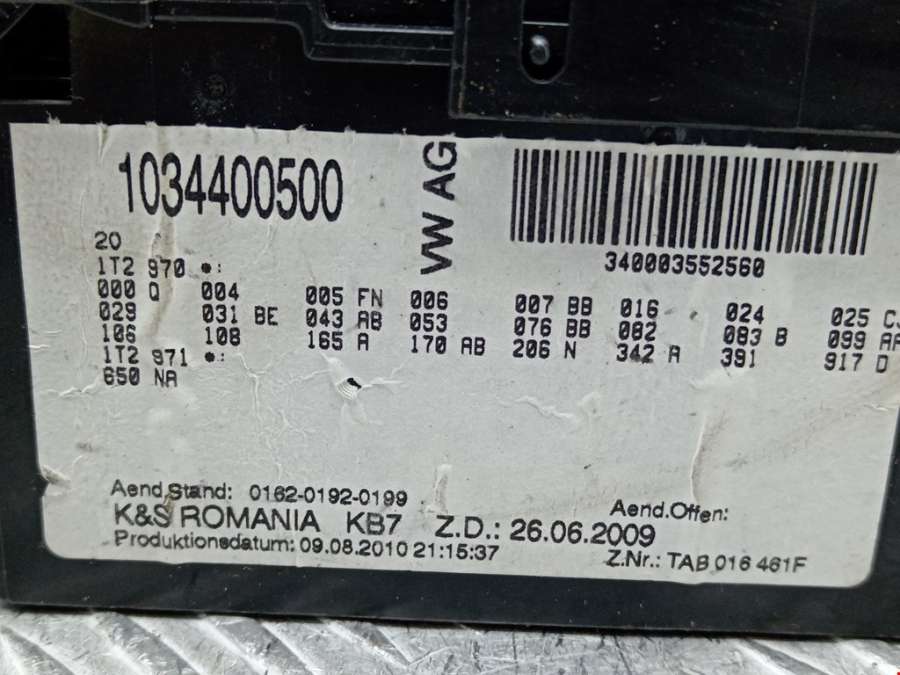 1034400500
VW AG
340003552560
20
1T2 970 *:
000 Q 004 005 FN 006 007 BB 016 024 025
029 031 BE 043 AB 053 076 BB 082 083 B 099
106 108 165 A 170 AB 206 N 342 A 391 917 D
1T2 971 *:
650 NA
Aend.Stand: 0162-0192-0199
Aend.Offen:
K&S ROMANIA KB7 Z.D.: 26.06.2009
Produktionsdatum: 09.08.2010 21:15:37
Z.Nr.: TAB 016 461F